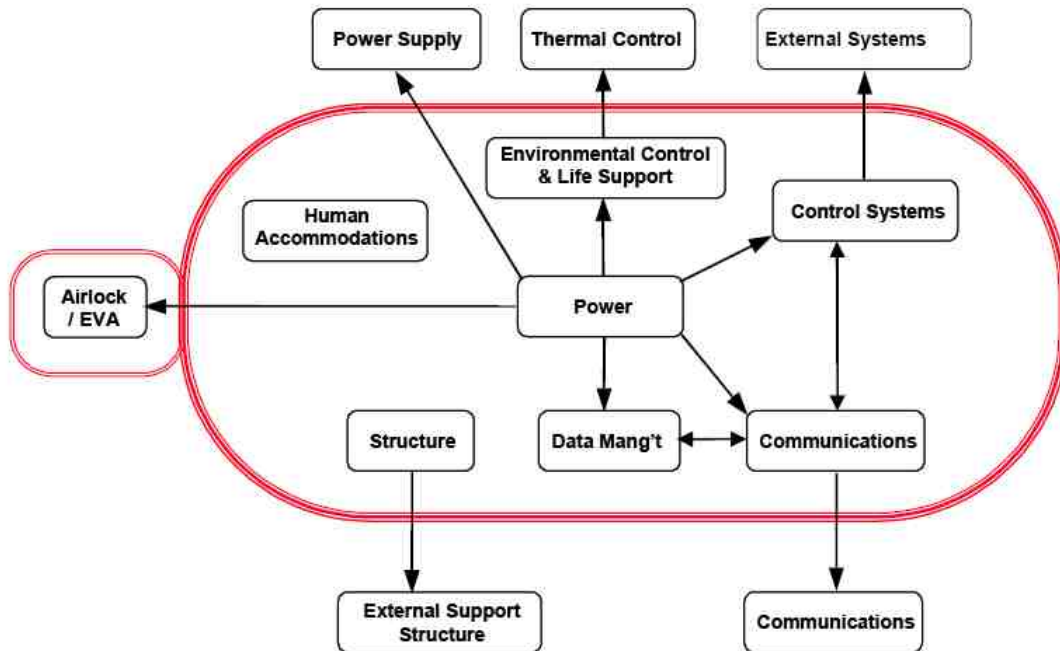 Power Supply
Thermal Control
External Systems
Environmental Control
& Life Support
Human
Accommodations
Control Systems
Airlock
/ EVA
Power
Structure
Data Mang't
Communications
External Support
Structure
Communications